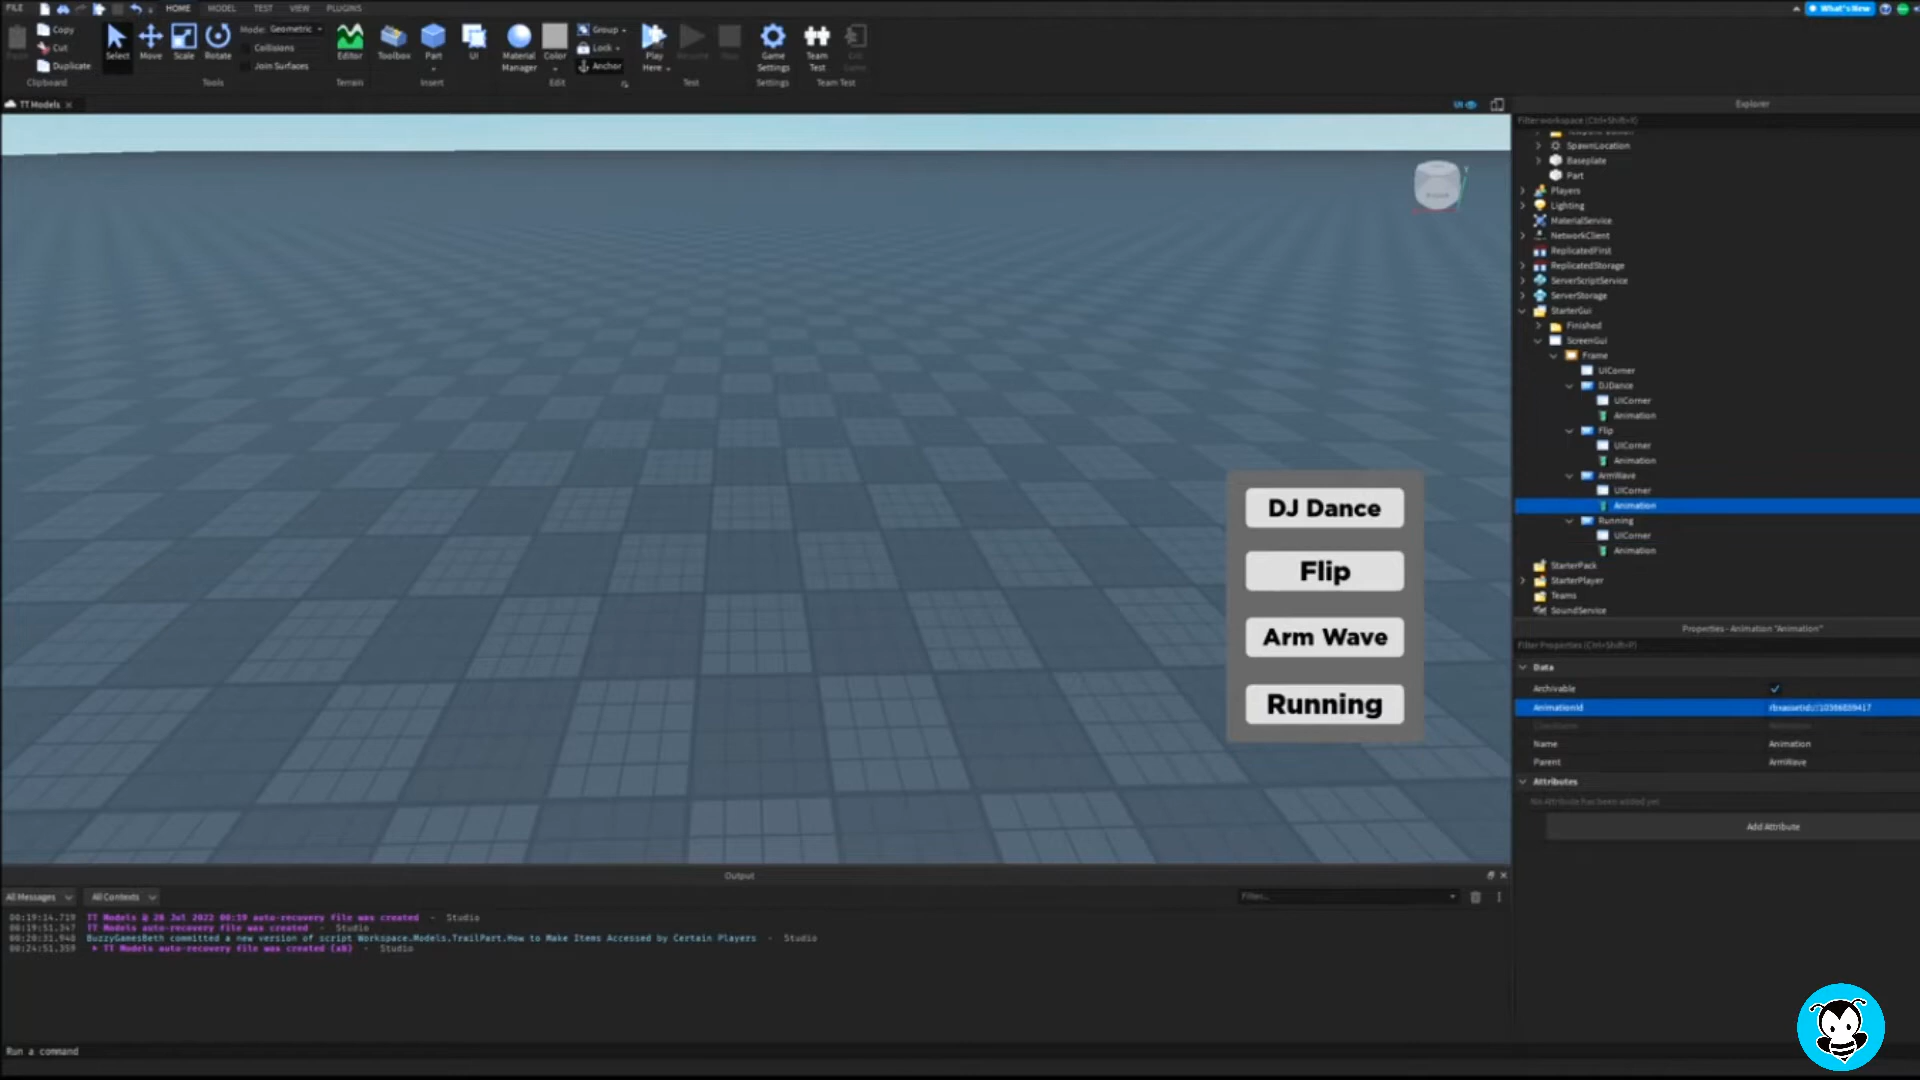 FILE HOME MODEL TEST VIEW PLUGINS
What's New
Copy
Cut
Duplicate
Clipboard
Select
Move
Scale
Rotate
Mode: Geometric
Collisions
Join Surfaces
Tools
Editor
Terrain
Toolbox
Part
UI
Insert
Material Manager
Color
Group
Lock
Anchor
Edit
Play Here
Test
Game Settings
Settings
Team Test
Team Test
TT Models
UI
Explorer
Filter workspace (Ctrl+Shift+X)
SpawnLocation
Baseplate
Part
Players
Lighting
MaterialService
NetworkClient
ReplicatedFirst
ReplicatedStorage
ServerScriptService
ServerStorage
StarterGui
Finished
ScreenGui
Frame
UICorner
DJDance
UICorner
Animation
Flip
UICorner
Animation
ArmWave
UICorner
Animation
Running
UICorner
Animation
StarterPack
StarterPlayer
Teams
SoundService
DJ Dance
Flip
Arm Wave
Running
Properties - Animation "Animation"
Filter Properties (Ctrl+Shift+P)
Data
Archivable
AnimationId
Name Animation
Parent ArmWave
Attributes
No Attribute has been added yet
Add Attribute
Output
All Messages All Contexts Filter...
00:19:14.719 TT Models @ 28 Jul 2022 00:19 auto-recovery file was created - Studio
00:19:51.347 TT Models auto-recovery file was created - Studio
00:20:31.948 BuzzyGamesBeth committed a new version of script Workspace.Models.TrailPart.How to Make Items Accessed by Certain Players - Studio
00:24:51.359 TT Models auto-recovery file was created (x8) - Studio
Run a command